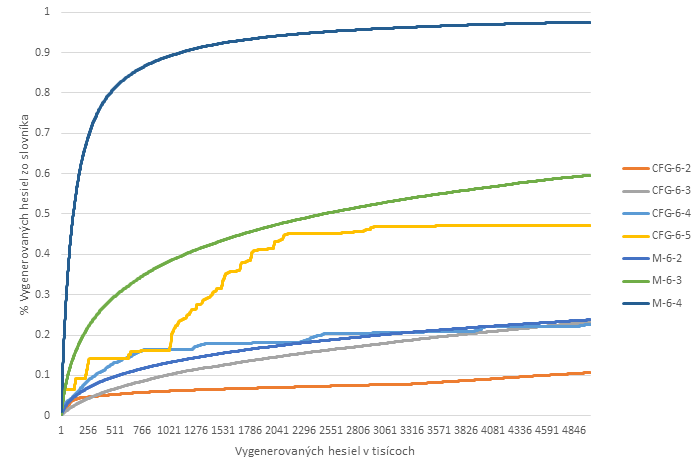 1
0.9
0.8
0.7
0.6
0.5
0.4
0.3
0.2
0.1
0
% Vygenerovaných hesiel zo slovníka
1 256 511 766 1021 1276 1531 1786 2041 2296 2551 2806 3061 3316 3571 3826 4081 4336 4591 4846
Vygenerovaných hesiel v tisícoch
CFG-6-2
CFG-6-3
CFG-6-4
CFG-6-5
M-6-2
M-6-3
M-6-4